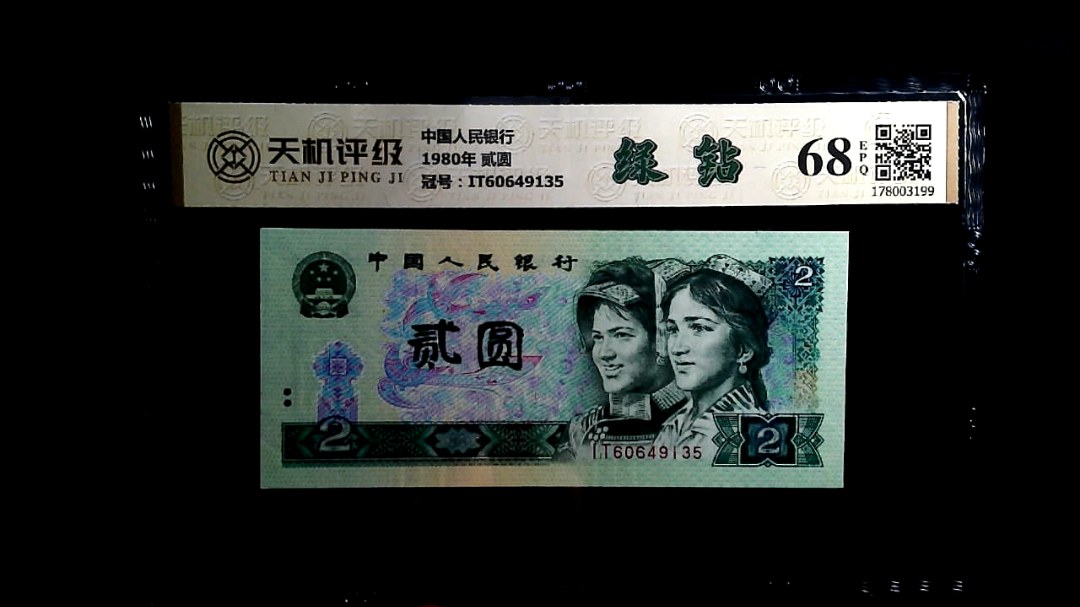 天机评级
TIAN JI PING JI
中国人民银行
1980年 贰圆
冠号：IT60649135
绿钻
68
EPQ
178003199
中国人民银行
2
贰圆
2
IT60649135
2